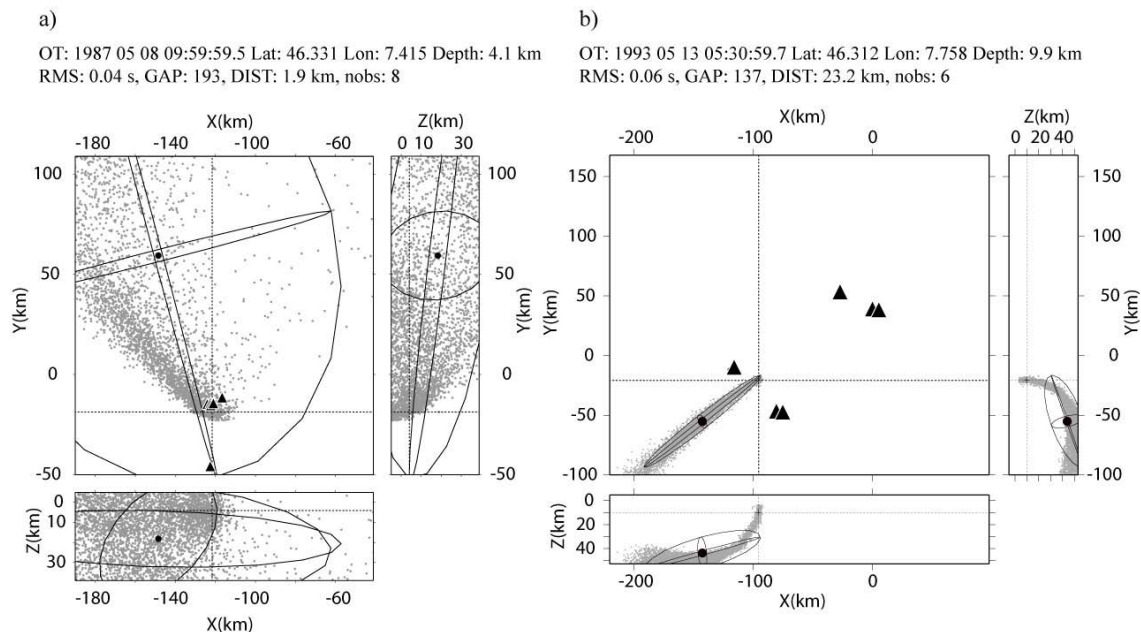 a)
OT: 1987 05 08 09:59:59.5 Lat: 46.331 Lon: 7.415 Depth: 4.1 km
RMS: 0.04 s, GAP: 193, DIST: 1.9 km, nobs: 8
X(km)
-180 -140 -100 -60
Z(km)
0 10 30
100
50
0
-50
Y(km)
100
50
0
-50
Y(km)
0
10
30
Z(km)
-180 -140 -100 -60
X(km)
0 10 30
b)
OT: 1993 05 13 05:30:59.7 Lat: 46.312 Lon: 7.758 Depth: 9.9 km
RMS: 0.06 s, GAP: 137, DIST: 23.2 km, nobs: 6
X(km)
-200 -100 0
Z(km)
0 20 40
150
100
50
0
-50
-100
Y(km)
150
100
50
0
-50
-100
Y(km)
0
20
40
Z(km)
-200 -100 0
X(km)